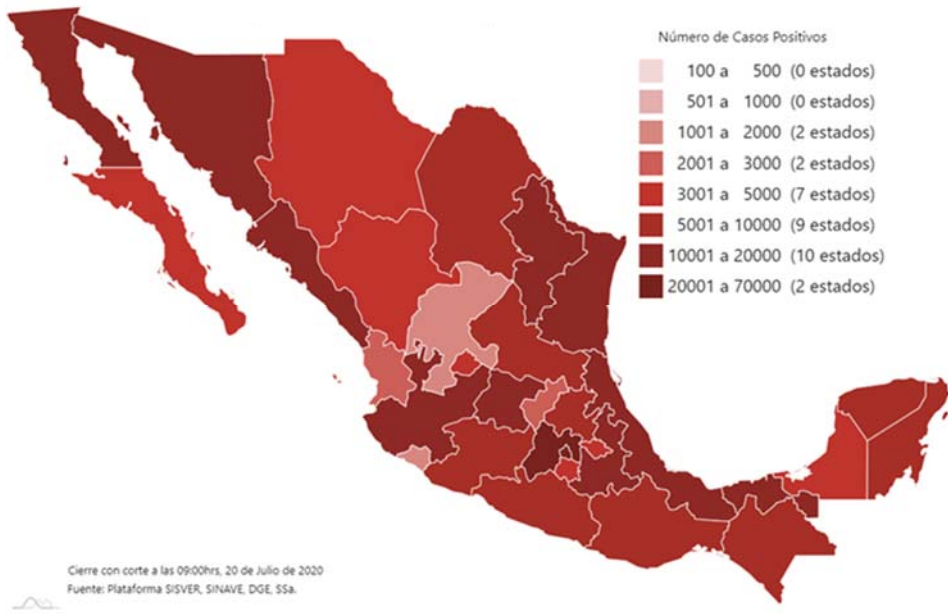 Número de Casos Positivos
100 a 500 (0 estados)
501 a 1000 (0 estados)
1001 a 2000 (2 estados)
2001 a 3000 (2 estados)
3001 a 5000 (7 estados)
5001 a 10000 (9 estados)
10001 a 20000 (10 estados)
20001 a 70000 (2 estados)
Cierre con corte a las 09:00hrs, 20 de Julio de 2020
Fuente: Plataforma SISVER, SINAVE, DGE, SSa.